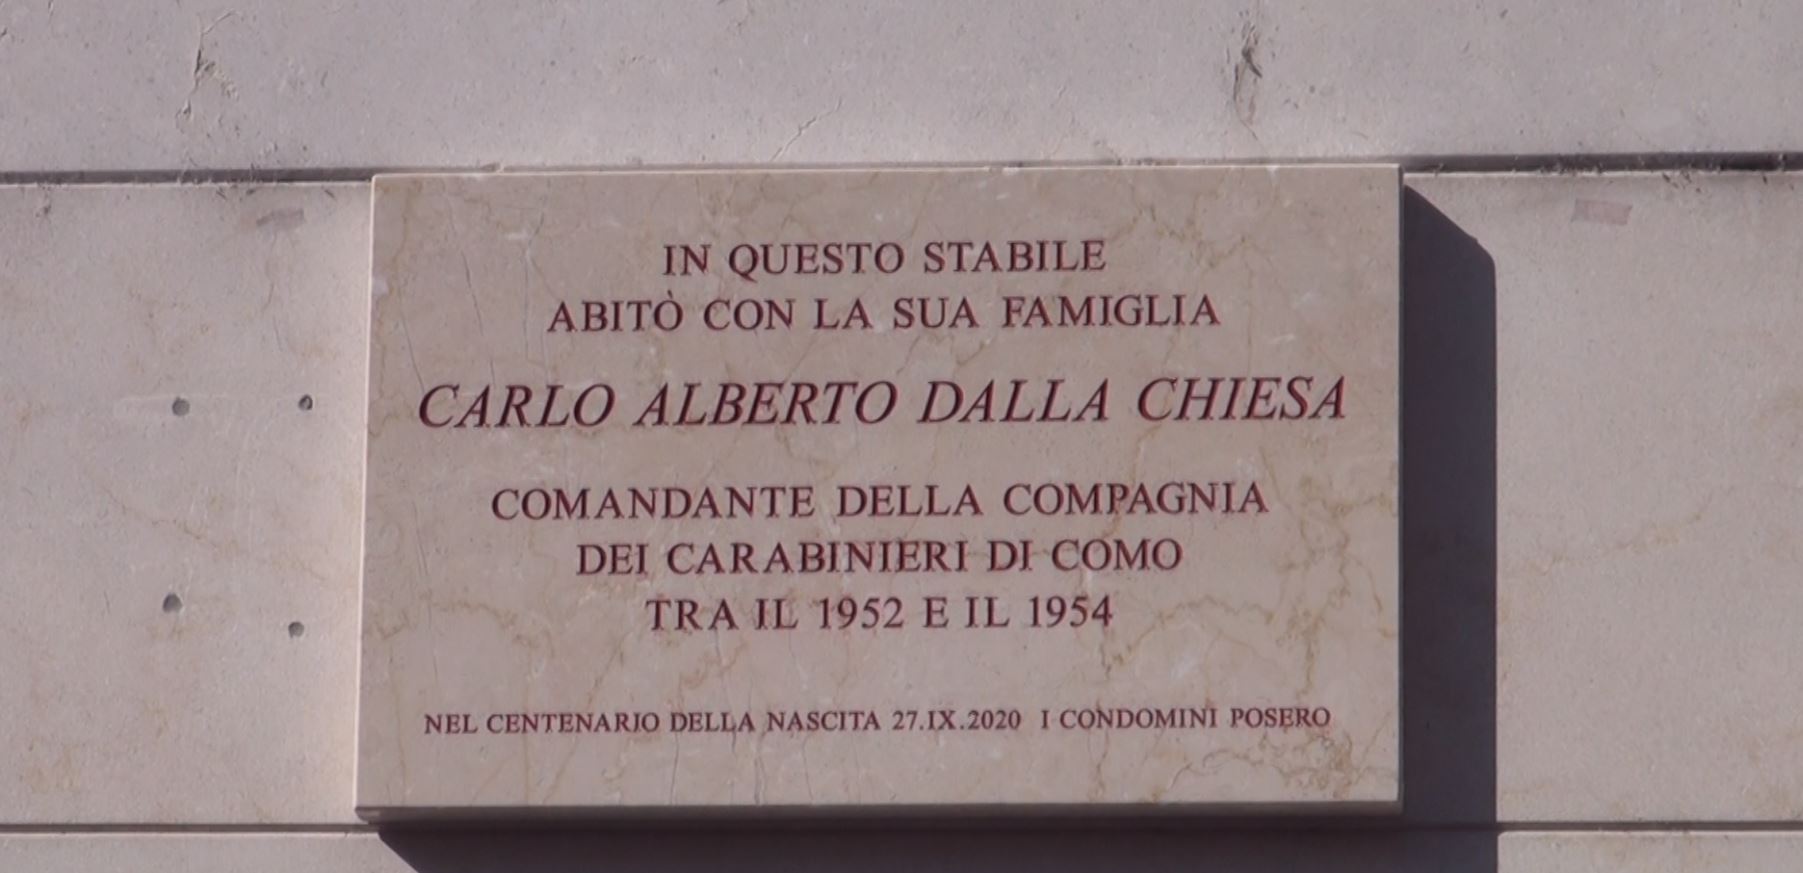 IN QUESTO STABILE
ABITÒ CON LA SUA FAMIGLIA
CARLO ALBERTO DALLA CHIESA
COMANDANTE DELLA COMPAGNIA
DEI CARABINIERI DI COMO
TRA IL 1952 E IL 1954
NEL CENTENARIO DELLA NASCITA 27.IX.2020 I CONDOMINI POSERO